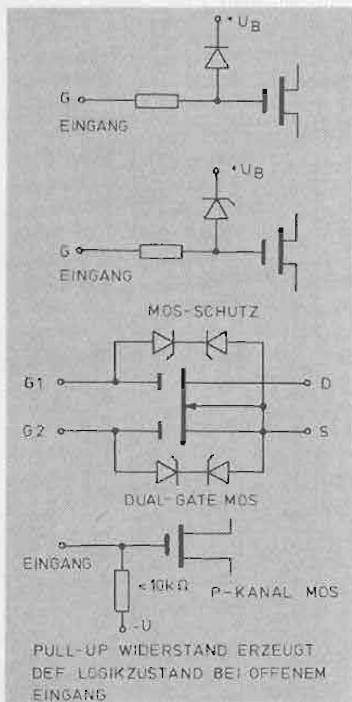 +UB
G
EINGANG
+UB
G
EINGANG
MOS-SCHUTZ
G1
D
G2
S
DUAL-GATE MOS
EINGANG
<10kΩ
P-KANAL MOS
-U
PULL-UP WIDERSTAND ERZEUGT
DEF LOGIKZUSTAND BEI OFFENEM
EINGANG